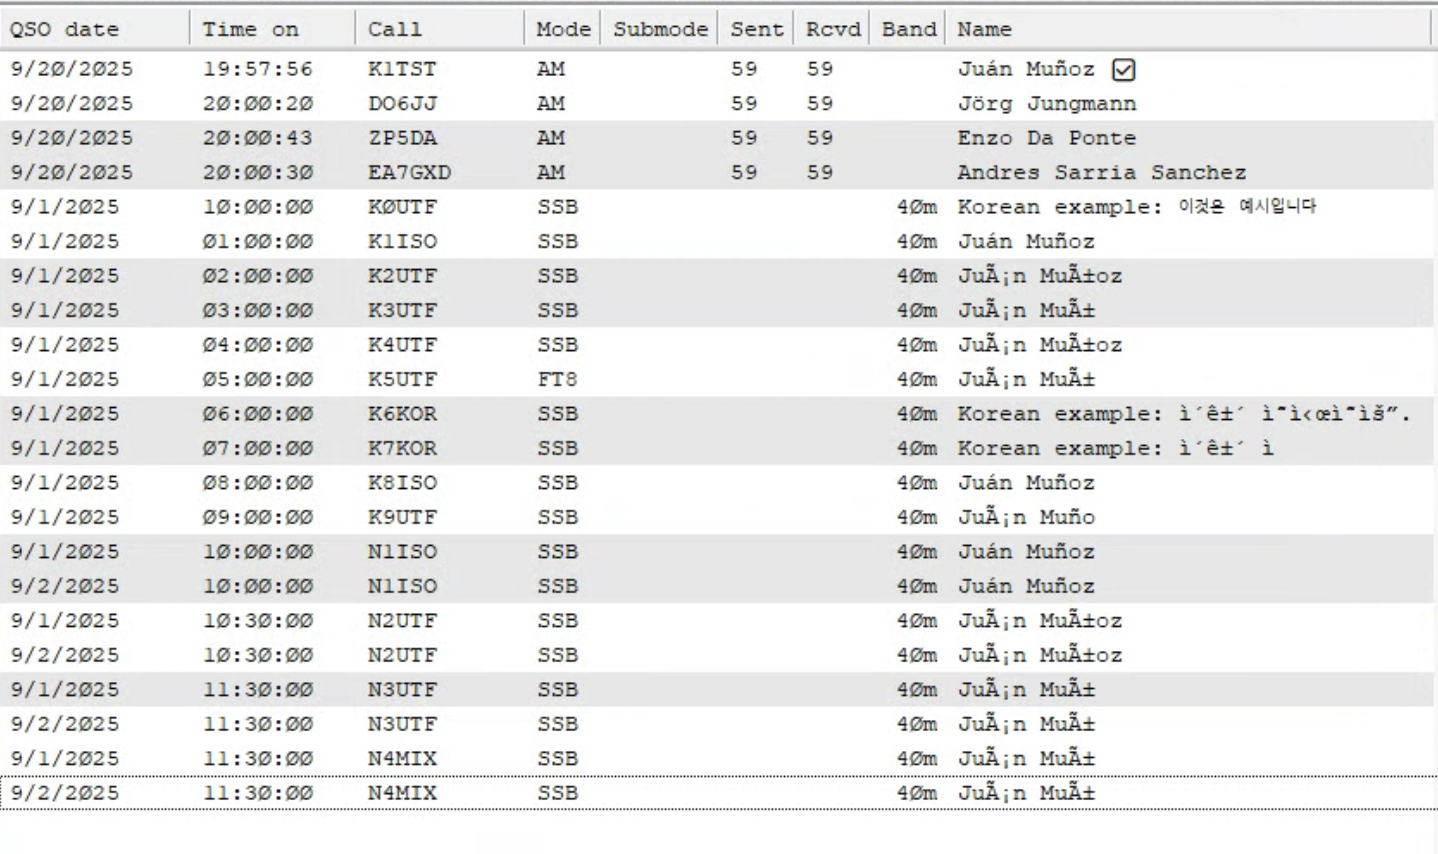 QSO date Time on Call Mode Submode Sent Rcvd Band Name
9/20/2025 19:57:56 K1TST AM 59 59 Juán Muñoz ☑
9/20/2025 20:00:20 DO6JJ AM 59 59 Jörg Jungmann
9/20/2025 20:00:43 ZP5DA AM 59 59 Enzo Da Ponte
9/20/2025 20:00:30 EA7GXD AM 59 59 Andres Sarria Sanchez
9/1/2025 10:00:00 K0UTF SSB 40m Korean example: 이것은 예시입니다
9/1/2025 01:00:00 K1ISO SSB 40m Juán Muñoz
9/1/2025 02:00:00 K2UTF SSB 40m JuÃ¡n MuÃ±oz
9/1/2025 03:00:00 K3UTF SSB 40m JuÃ¡n MuÃ±
9/1/2025 04:00:00 K4UTF SSB 40m JuÃ¡n MuÃ±oz
9/1/2025 05:00:00 K5UTF FT8 40m JuÃ¡n MuÃ±
9/1/2025 06:00:00 K6KOR SSB 40m Korean example: ì´ê±´ ì˜ì‹œì˜ìš”.
9/1/2025 07:00:00 K7KOR SSB 40m Korean example: ì´ê±´ ì
9/1/2025 08:00:00 K8ISO SSB 40m Juán Muñoz
9/1/2025 09:00:00 K9UTF SSB 40m JuÃ¡n Muño
9/1/2025 10:00:00 N1ISO SSB 40m Juán Muñoz
9/2/2025 10:00:00 N1ISO SSB 40m Juán Muñoz
9/1/2025 10:30:00 N2UTF SSB 40m JuÃ¡n MuÃ±oz
9/2/2025 10:30:00 N2UTF SSB 40m JuÃ¡n MuÃ±oz
9/1/2025 11:30:00 N3UTF SSB 40m JuÃ¡n MuÃ±
9/2/2025 11:30:00 N3UTF SSB 40m JuÃ¡n MuÃ±
9/1/2025 11:30:00 N4MIX SSB 40m JuÃ¡n MuÃ±
9/2/2025 11:30:00 N4MIX SSB 40m JuÃ¡n MuÃ±